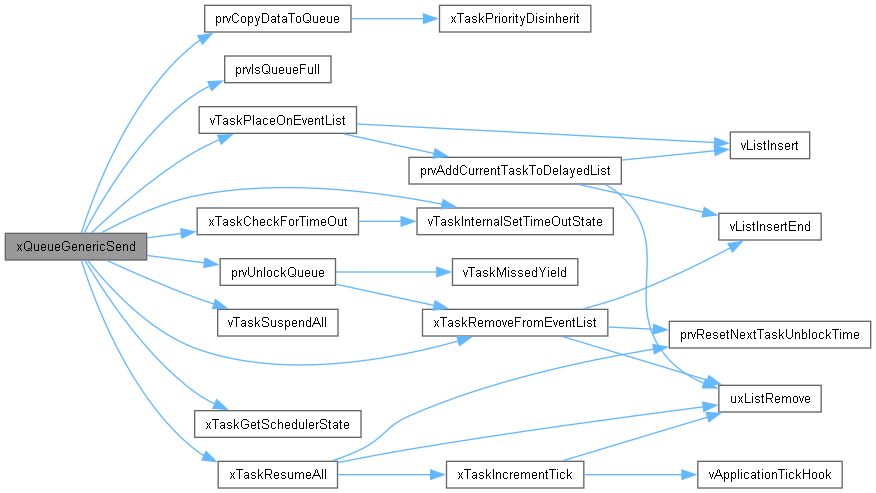 prvCopyDataToQueue
xTaskPriorityDisinherit
prvIsQueueFull
vTaskPlaceOnEventList
vListInsert
prvAddCurrentTaskToDelayedList
xTaskCheckForTimeOut
vTaskInternalSetTimeOutState
vListInsertEnd
xQueueGenericSend
prvUnlockQueue
vTaskMissedYield
vTaskSuspendAll
xTaskRemoveFromEventList
prvResetNextTaskUnblockTime
uxListRemove
xTaskGetSchedulerState
xTaskResumeAll
xTaskIncrementTick
vApplicationTickHook